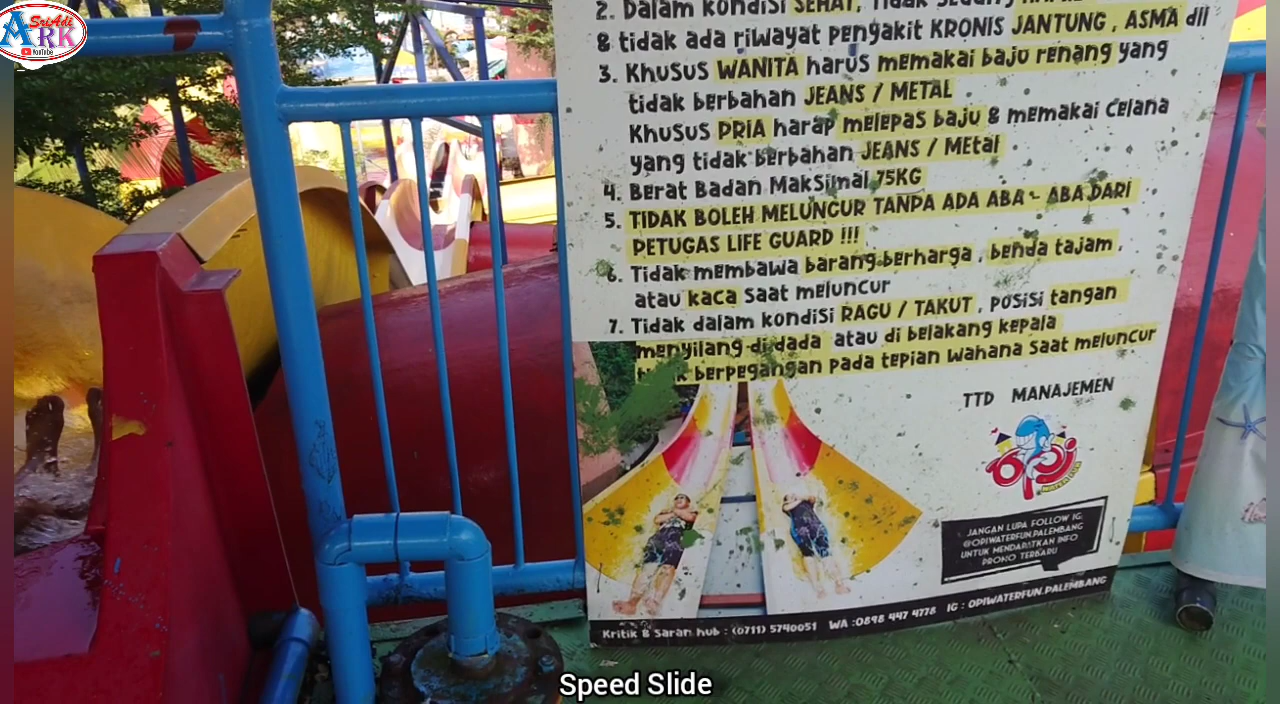 SriAdi
ARK
YouTube
2. Dalam kondisi SEHAT, Tidak
& tidak ada riwayat penyakit KRONIS JANTUNG , ASMA dll
3. Khusus WANITA harus memakai baju renang yang
tidak berbahan JEANS / METAL
Khusus PRIA harap melepas baju & memakai celana
yang tidak berbahan JEANS / METal
4. Berat Badan Maksimal 75KG
5. TIDAK BOLEH MELUNCUR TANPA ADA ABA - ABA DARI
PETUGAS LIFE GUARD !!!
6. Tidak membawa barang berharga , benda tajam ,
atau kaca saat meluncur
7. Tidak dalam kondisi RAGU / TAKUT , posisi tangan
menyilang di dada atau di belakang kepala
berpegangan pada tepian wahana saat meluncur
TTD MANAJEMEN
OPI
WATER FUN
JANGAN LUPA FOLLOW IG:
@OPIWATERFUN.PALEMBANG
UNTUK MENDAPATKAN INFO
PROMO TERBARU
Kritik & Saran hub : (0711) 5740051 WA :0898 447 4778 IG : OPIWATERFUN.PALEMBANG
Speed Slide